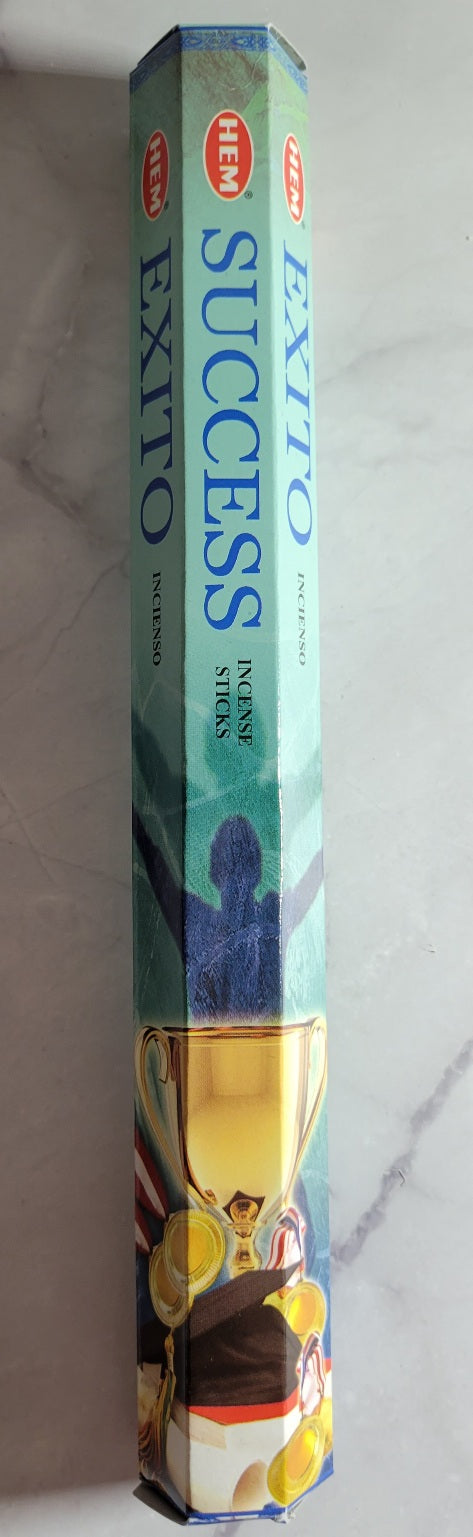 HEM®
EXITO
INCIENSO
HEM®
SUCCESS
INCENSE
STICKS
HEM®
EXITO
INCIENSO